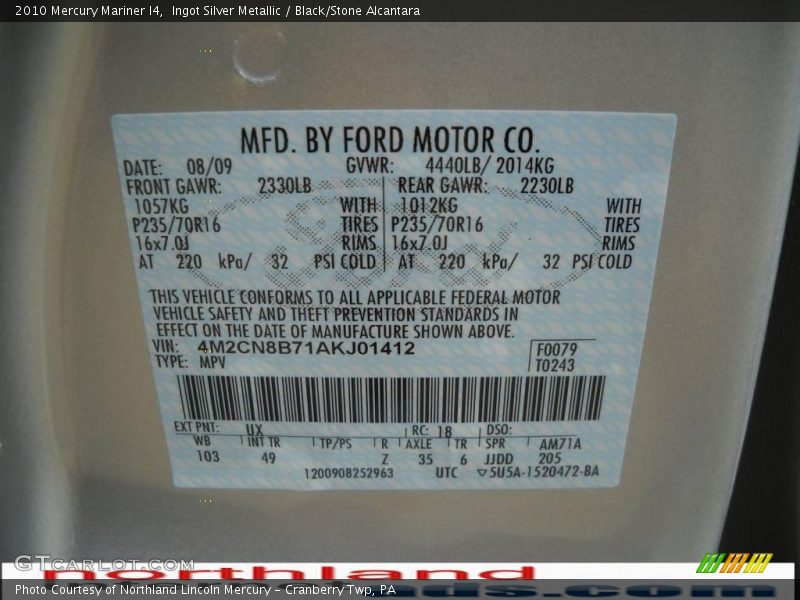 2010 Mercury Mariner I4,  Ingot Silver Metallic / Black/Stone Alcantara
MFD. BY FORD MOTOR CO.
DATE: 08/09 GVWR: 4440LB/ 2014KG
FRONT GAWR: 2330LB REAR GAWR: 2230LB
1057KG WITH 1012KG WITH
P235/70R16 TIRES P235/70R16 TIRES
16x7.0J RIMS 16x7.0J RIMS
AT 220 kPa/ 32 PSI COLD AT 220 kPa/ 32 PSI COLD
THIS VEHICLE CONFORMS TO ALL APPLICABLE FEDERAL MOTOR
VEHICLE SAFETY AND THEFT PREVENTION STANDARDS IN
EFFECT ON THE DATE OF MANUFACTURE SHOWN ABOVE.
VIN: 4M2CN8B71AKJ01412 F0079
TYPE: MPV T0243
EXT PNT: UX RC: 18 DSO:
WB INT TR TP/PS R AXLE TR SPR AM71A
103 49 Z 35 6 JJDD 205
1200908252963 UTC ▽5U5A-1520472-BA
GTcarlot.com
northland
Photo Courtesy of Northland Lincoln Mercury - Cranberry Twp, PA